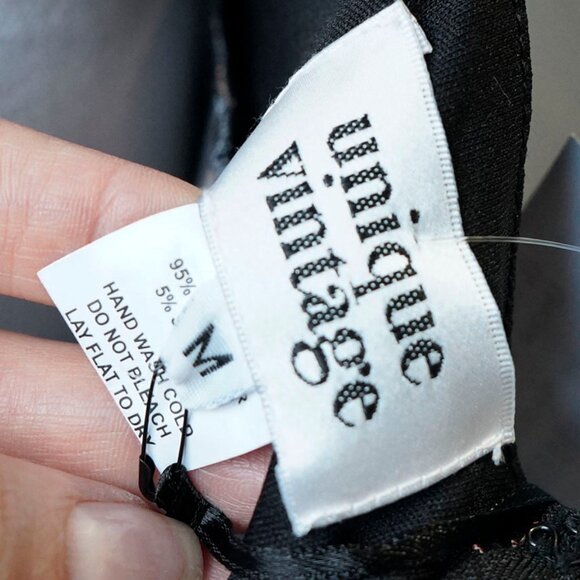 unique
vintage
M
95%
5%
HAND WASH COLD
DO NOT BLEACH
LAY FLAT TO DRY